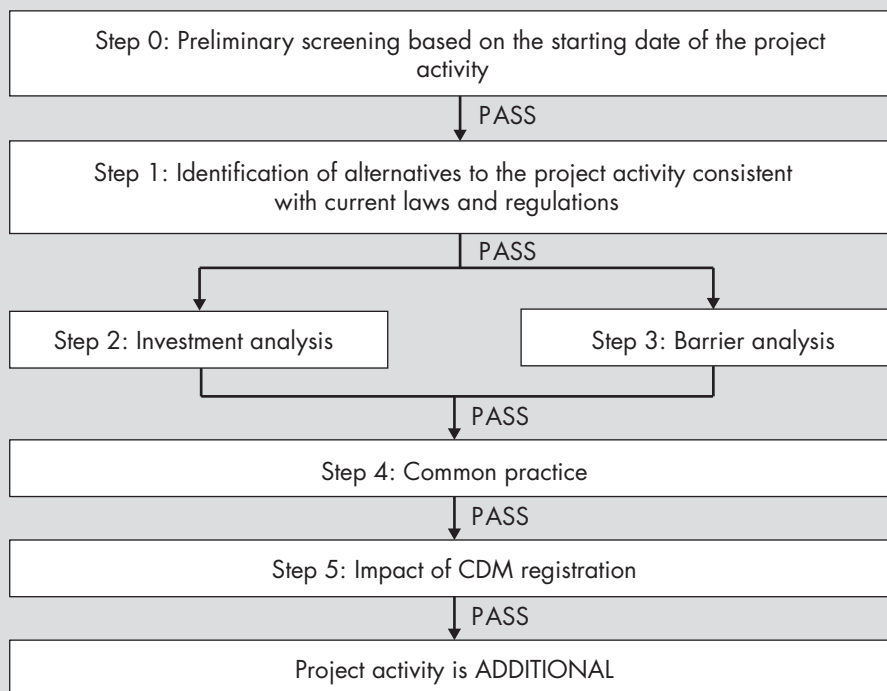 Step 0: Preliminary screening based on the starting date of the project
activity
PASS
Step 1: Identification of alternatives to the project activity consistent
with current laws and regulations
PASS
Step 2: Investment analysis
Step 3: Barrier analysis
PASS
Step 4: Common practice
PASS
Step 5: Impact of CDM registration
PASS
Project activity is ADDITIONAL